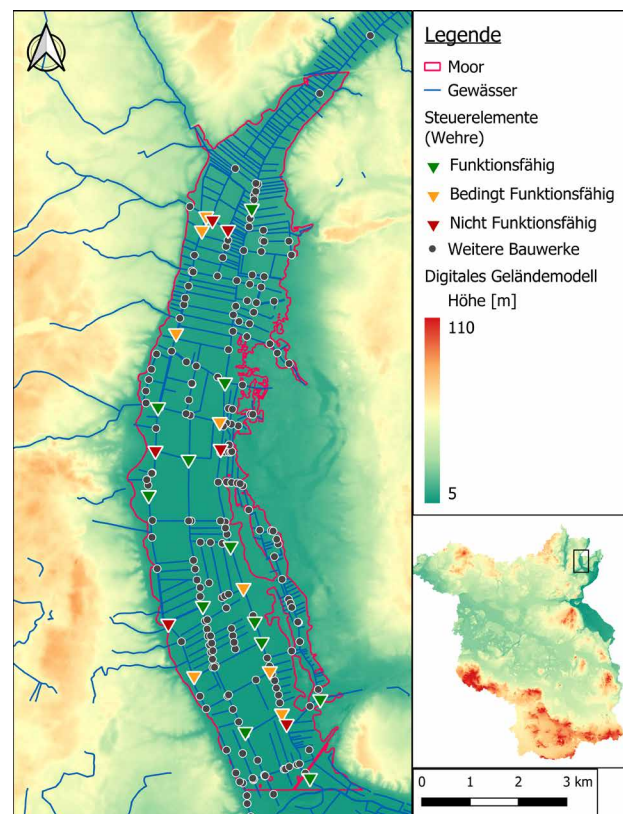 Legende
Moor
Gewässer
Steuerelemente
(Wehre)
Funktionsfähig
Bedingt Funktionsfähig
Nicht Funktionsfähig
Weitere Bauwerke
Digitales Geländemodell
Höhe [m]
110
5
0 1 2 3 km